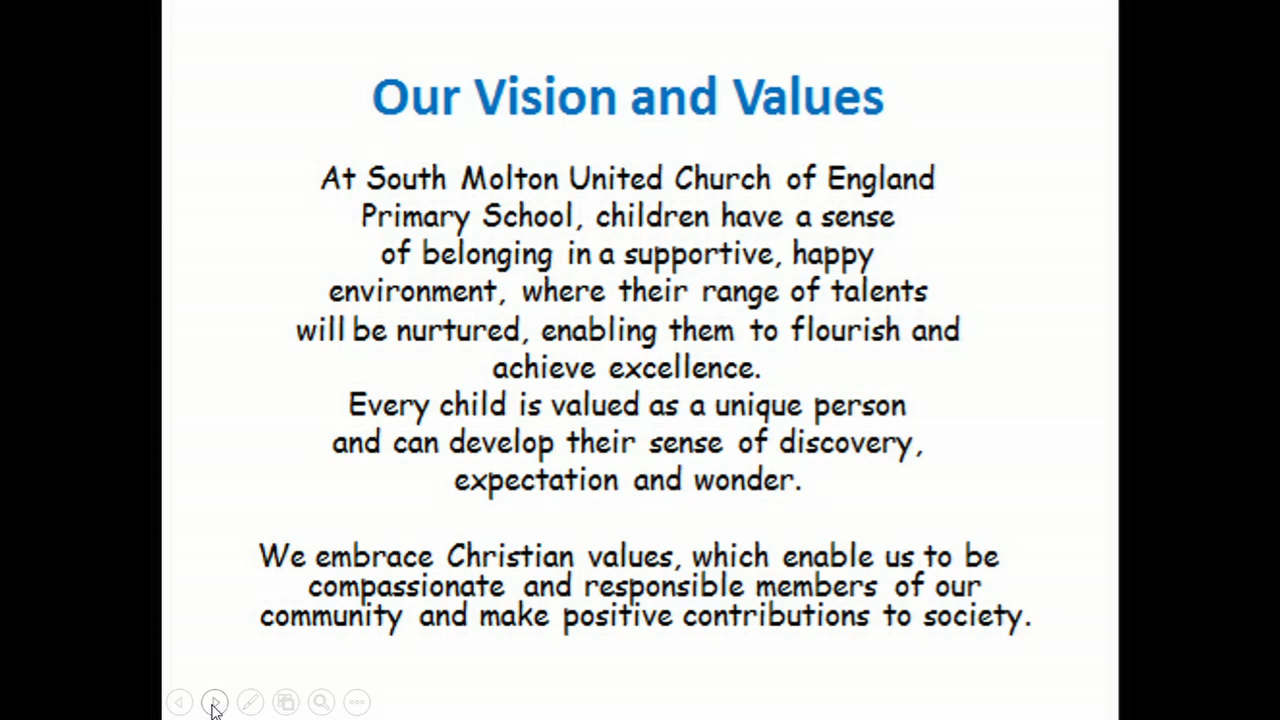 Our Vision and Values
At South Molton United Church of England
Primary School, children have a sense
of belonging in a supportive, happy
environment, where their range of talents
will be nurtured, enabling them to flourish and
achieve excellence.
Every child is valued as a unique person
and can develop their sense of discovery,
expectation and wonder.
We embrace Christian values, which enable us to be
compassionate and responsible members of our
community and make positive contributions to society.